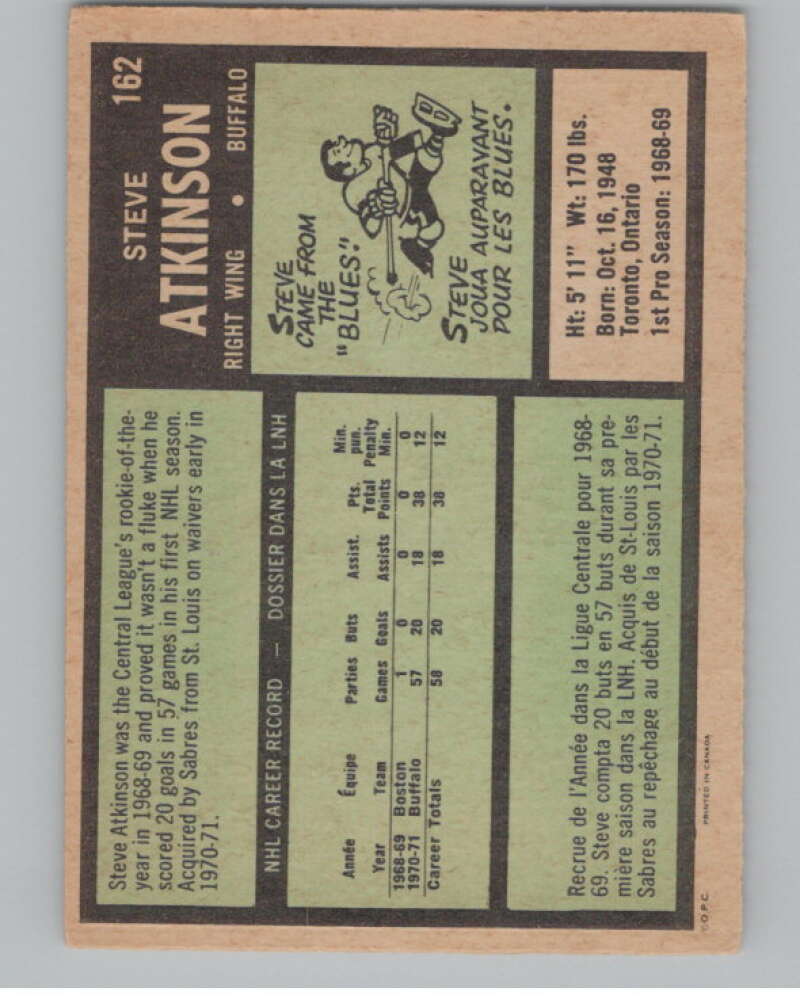 STEVE 162
ATKINSON
RIGHT WING • BUFFALO
Steve Atkinson was the Central League's rookie-of-the-
year in 1968-69 and proved it wasn't a fluke when he
scored 20 goals in 57 games in his first NHL season.
Acquired by Sabres from St. Louis on waivers early in
1970-71.
STEVE
CAME FROM
THE
"BLUES."
STEVE
JOUA AUPARAVANT
POUR LES BLUES.
NHL CAREER RECORD — DOSSIER DANS LA LNH
Année Équipe Parties Buts Assist. Pts. Min. pun.
Year Team Games Goals Assists Total Points Penalty Min.
1968-69 Boston 1 0 0 0 0
1970-71 Buffalo 57 20 18 38 12
Career Totals 58 20 18 38 12
Ht: 5' 11" Wt: 170 lbs.
Born: Oct. 16, 1948
Toronto, Ontario
1st Pro Season: 1968-69
Recrue de l'Année dans la Ligue Centrale pour 1968-
69. Steve compta 20 buts en 57 buts durant sa pre-
mière saison dans la LNH. Acquis de St-Louis par les
Sabres au repêchage au début de la saison 1970-71.
©O.P.C. PRINTED IN CANADA